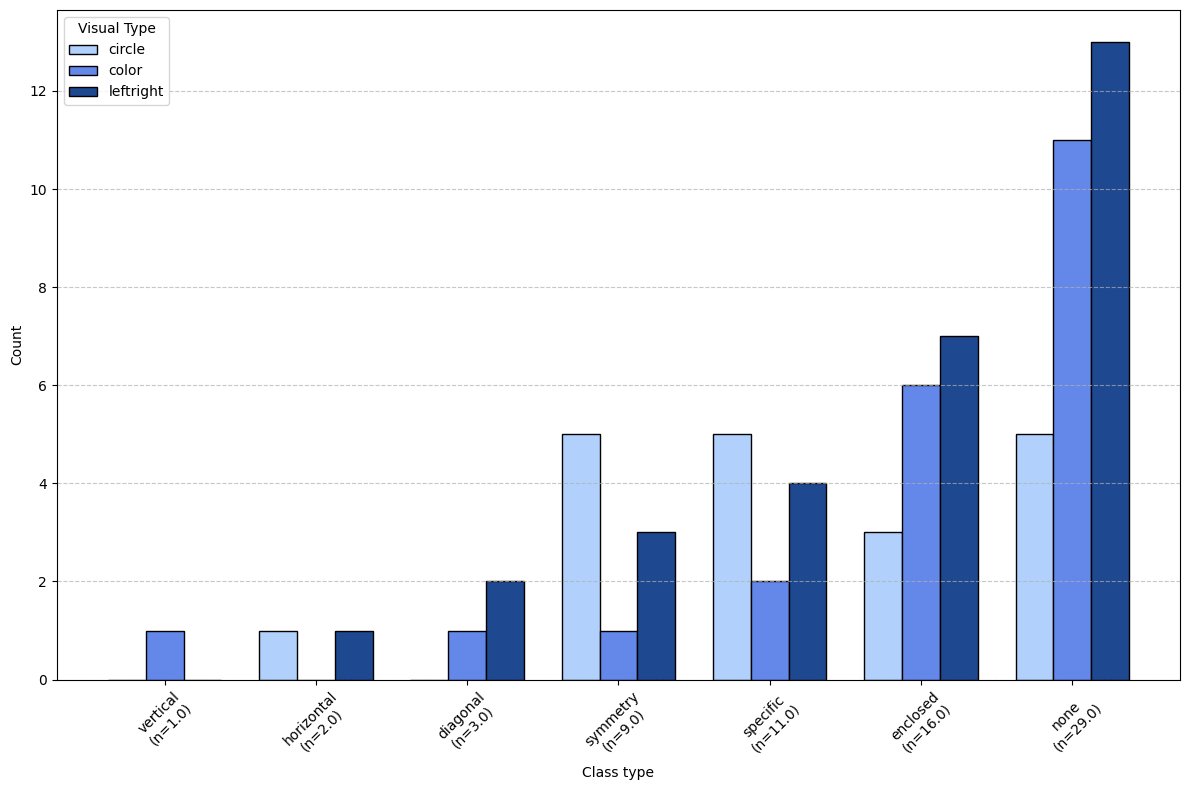 Visual Type
circle
color
leftright
Count
12
10
8
6
4
2
0
vertical
(n=1.0)
horizontal
(n=2.0)
diagonal
(n=3.0)
symmetry
(n=9.0)
specific
(n=11.0)
enclosed
(n=16.0)
none
(n=29.0)
Class type